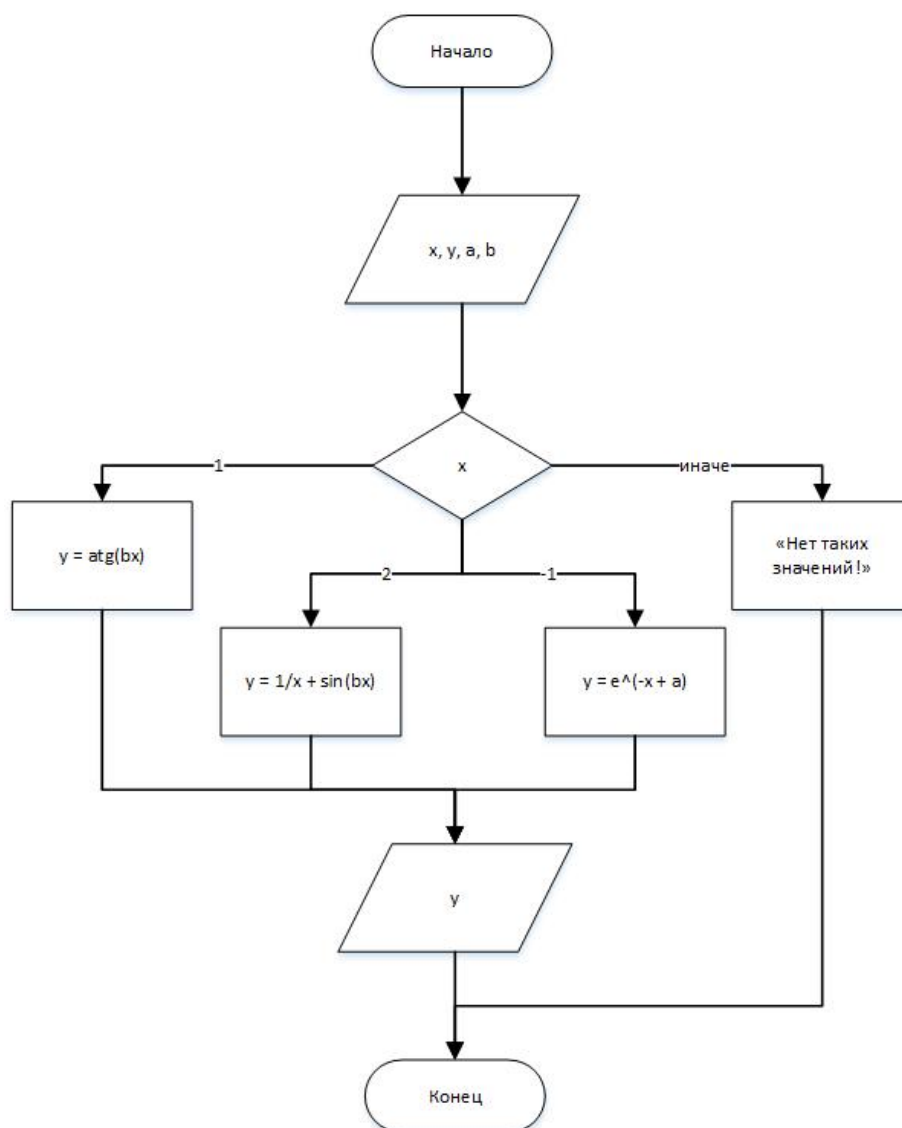 Начало
x, y, a, b
x
1
иначе
y = atg(bx)
«Нет таких
значений!»
2
-1
y = 1/x + sin(bx)
y = e^(-x + a)
y
Конец